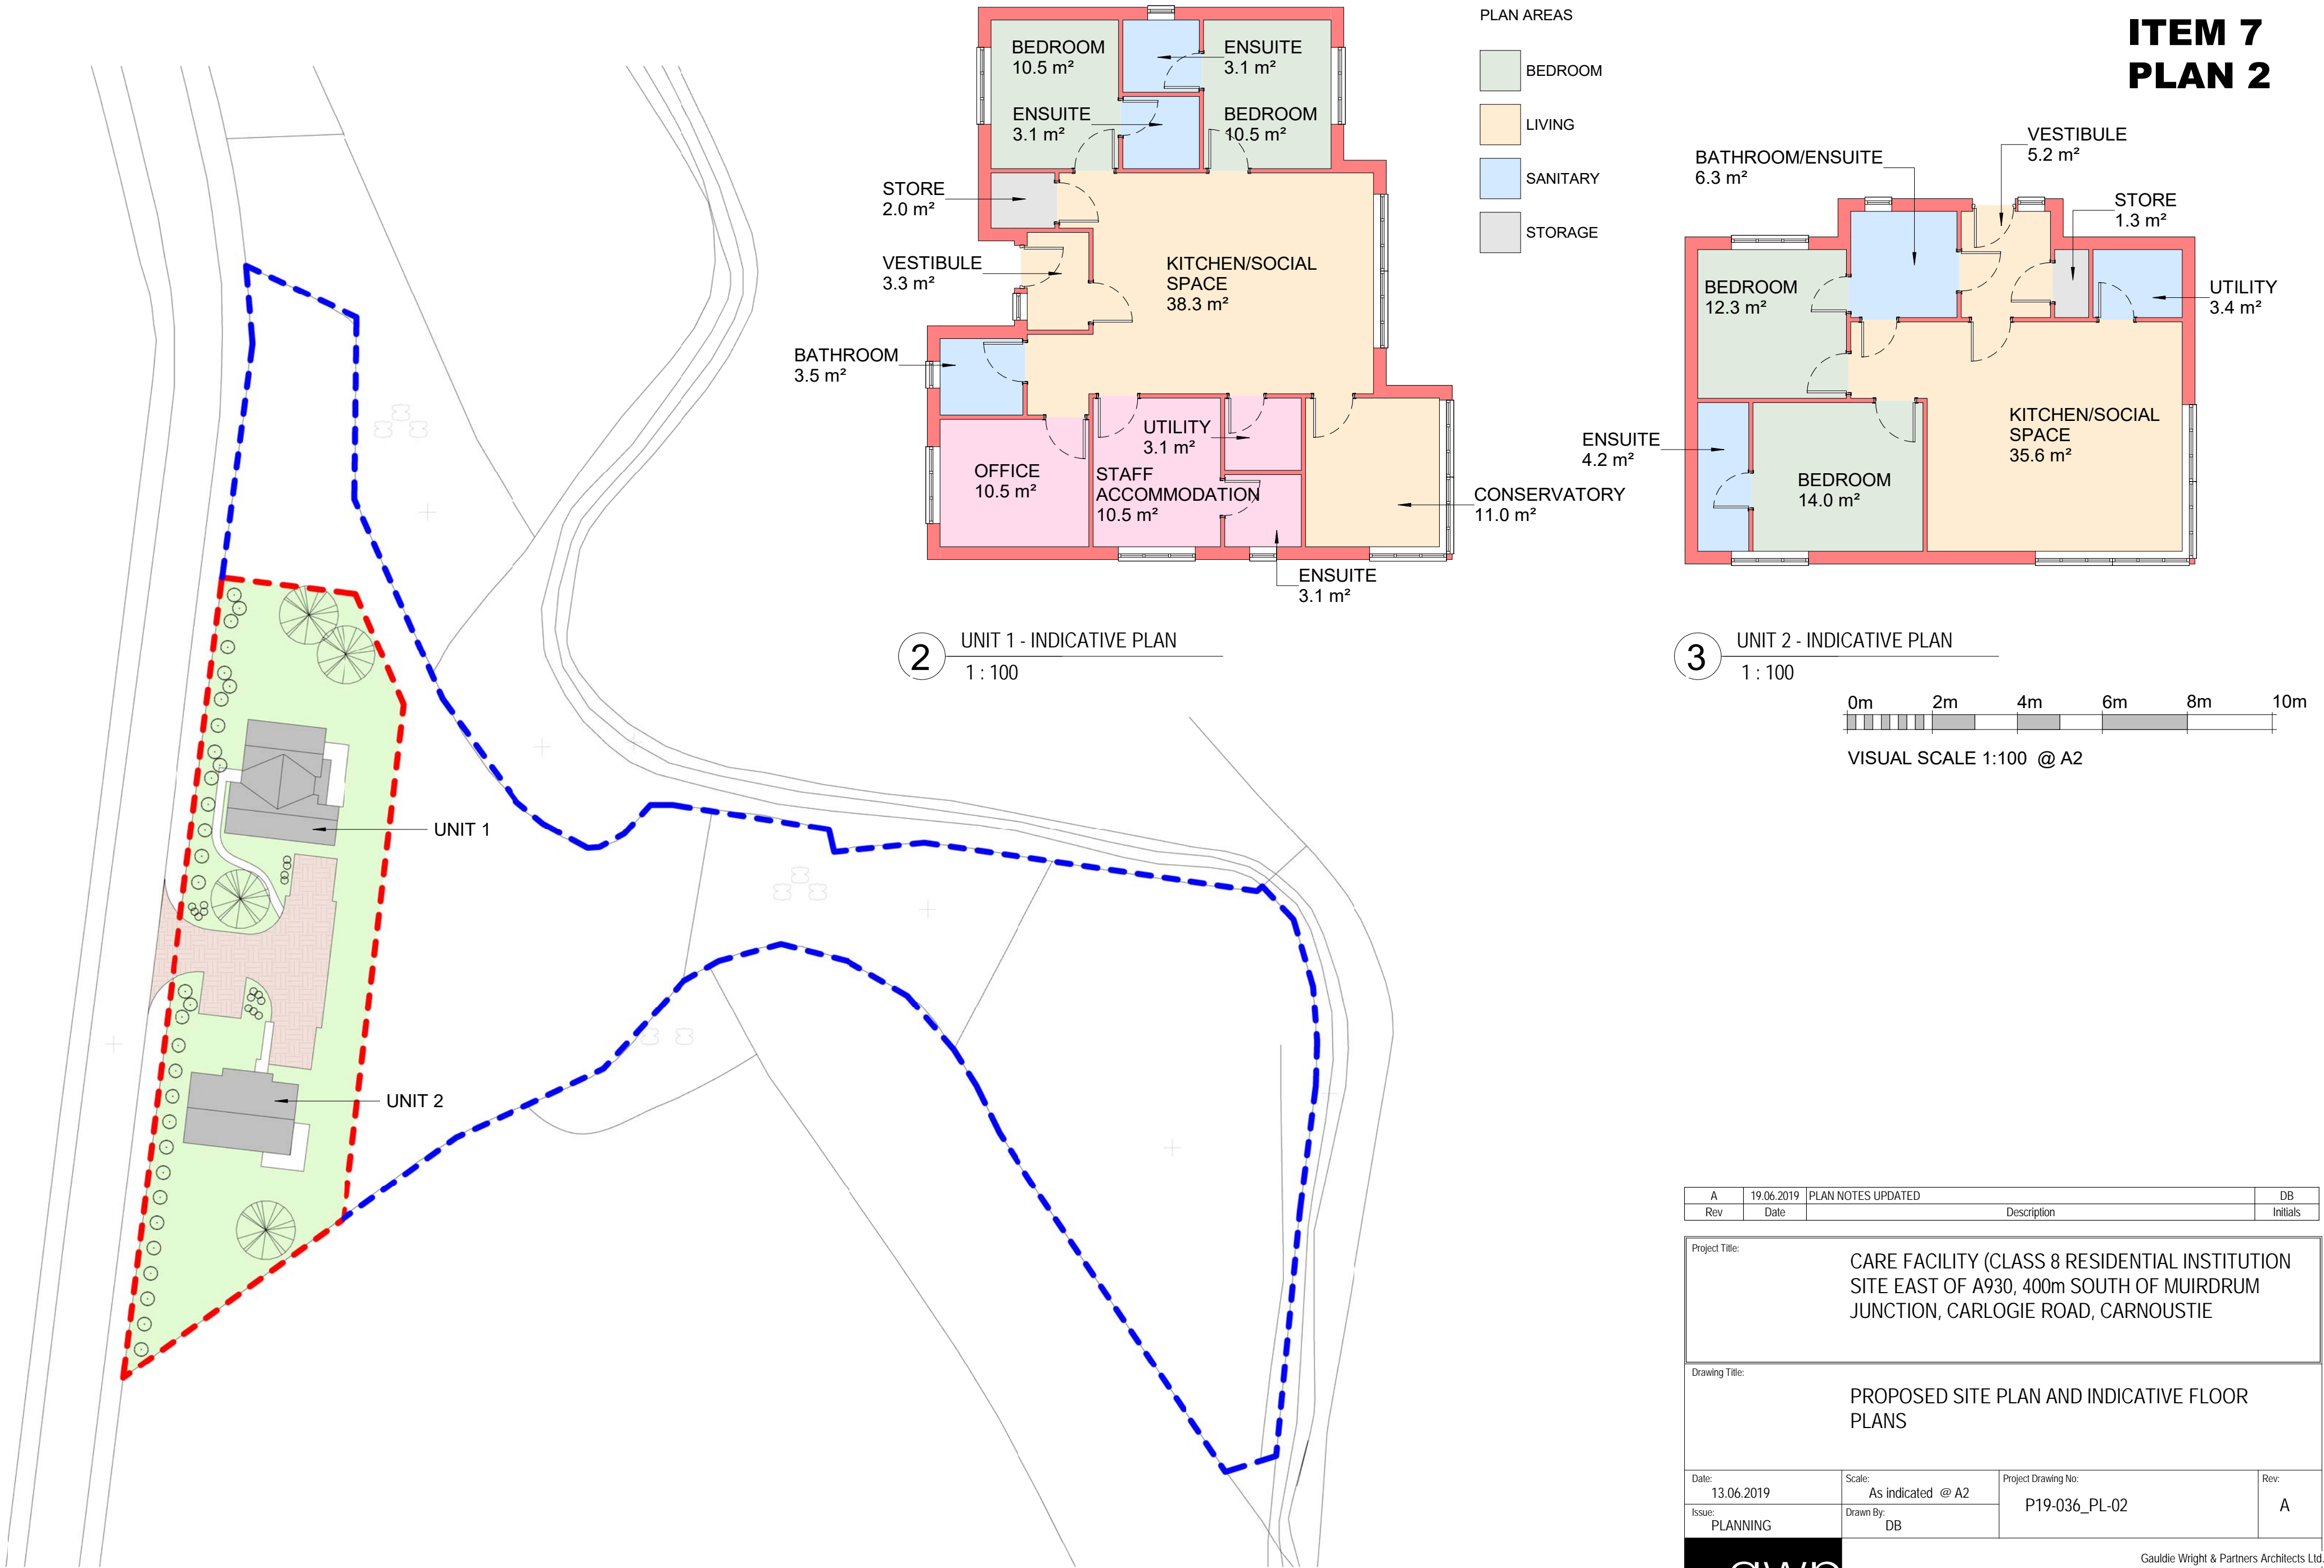 ITEM 7
PLAN 2
PLAN AREAS
BEDROOM
LIVING
SANITARY
STORAGE
BEDROOM
10.5 m²
ENSUITE
3.1 m²
ENSUITE
3.1 m²
BEDROOM
10.5 m²
STORE
2.0 m²
VESTIBULE
3.3 m²
KITCHEN/SOCIAL
SPACE
38.3 m²
BATHROOM
3.5 m²
OFFICE
10.5 m²
UTILITY
3.1 m²
STAFF
ACCOMMODATION
10.5 m²
CONSERVATORY
11.0 m²
ENSUITE
3.1 m²
2
UNIT 1 - INDICATIVE PLAN
1 : 100
BATHROOM/ENSUITE
6.3 m²
VESTIBULE
5.2 m²
STORE
1.3 m²
BEDROOM
12.3 m²
UTILITY
3.4 m²
KITCHEN/SOCIAL
SPACE
35.6 m²
ENSUITE
4.2 m²
BEDROOM
14.0 m²
3
UNIT 2 - INDICATIVE PLAN
1 : 100
0m 2m 4m 6m 8m 10m
VISUAL SCALE 1:100 @ A2
UNIT 1
UNIT 2
A 19.06.2019 PLAN NOTES UPDATED DB
Rev Date Description Initials
Project Title:
CARE FACILITY (CLASS 8 RESIDENTIAL INSTITUTION
SITE EAST OF A930, 400m SOUTH OF MUIRDRUM
JUNCTION, CARLOGIE ROAD, CARNOUSTIE
Drawing Title:
PROPOSED SITE PLAN AND INDICATIVE FLOOR
PLANS
Date:
13.06.2019
Scale:
As indicated @ A2
Project Drawing No:
P19-036_PL-02
Rev:
A
Issue:
PLANNING
Drawn By:
DB
gwp
Gauldie Wright & Partners Architects Ltd